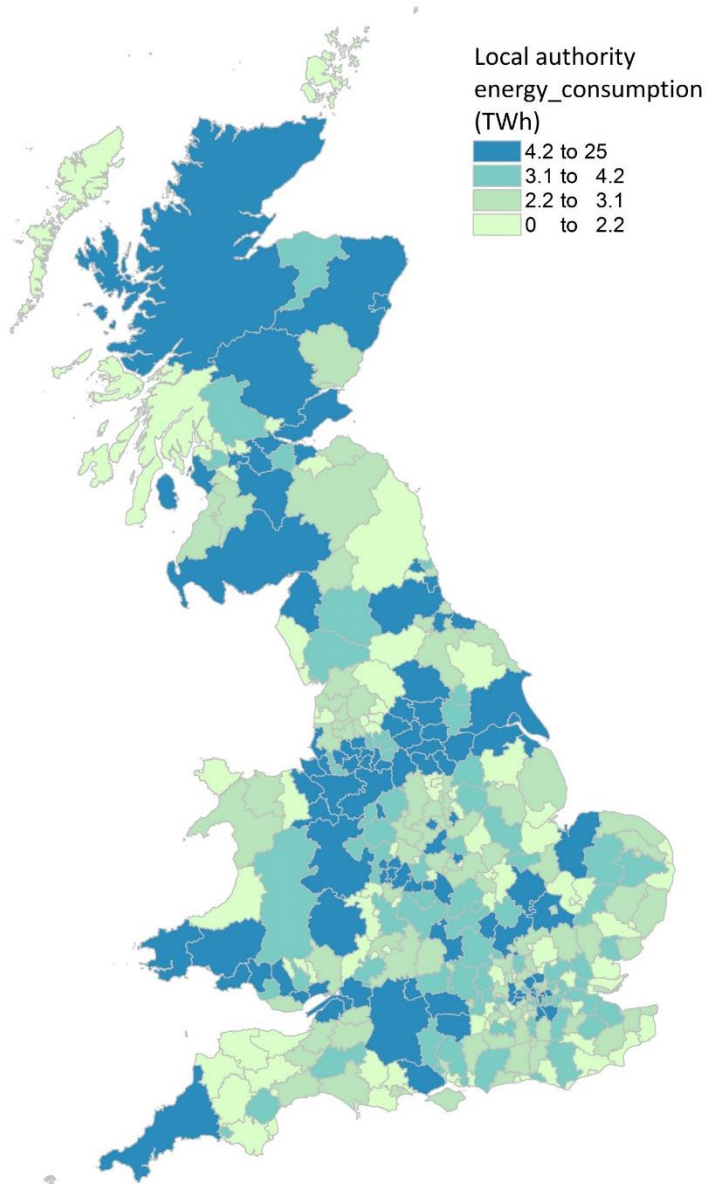 Local authority
energy_consumption
(TWh)
4.2 to 25
3.1 to 4.2
2.2 to 3.1
0 to 2.2